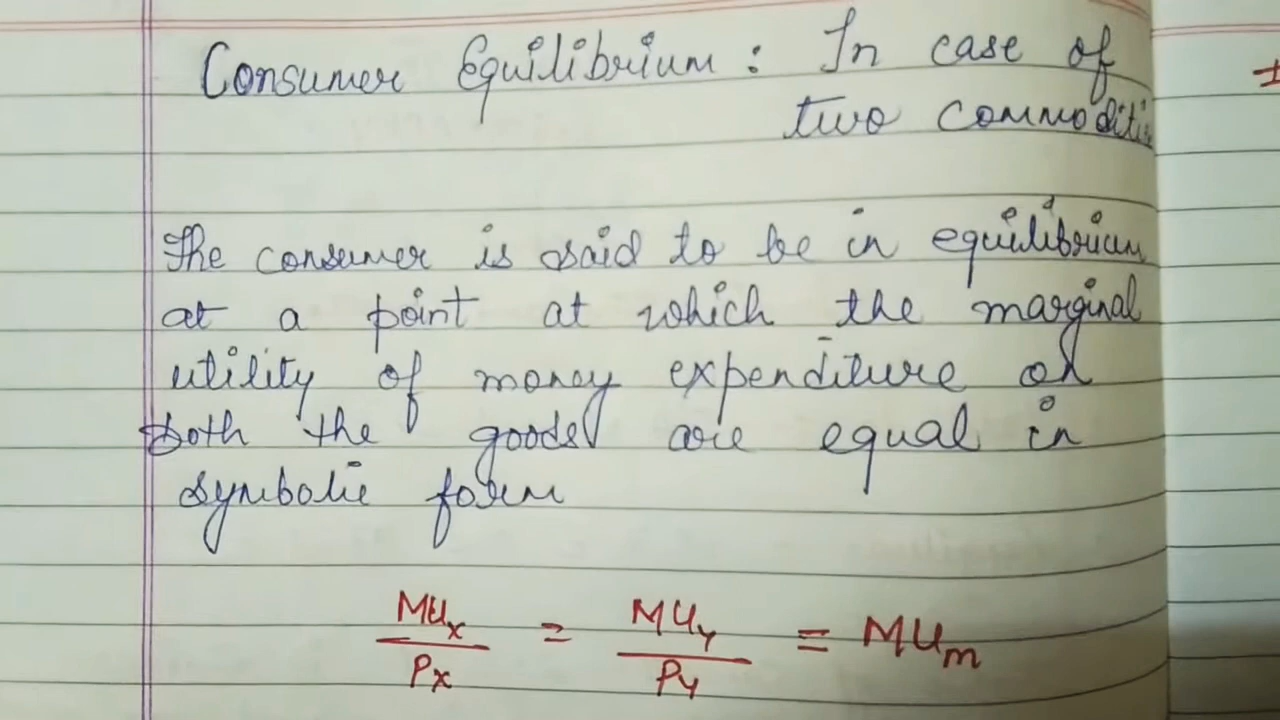 Consumer Equilibrium : In case of
two commoditi
The consumer is said to be in equilibrium
at a point at which the marginal
utility of money expenditure on
both the goods are equal in
symbolic form
MUx/Px = MUy/Py = MUm